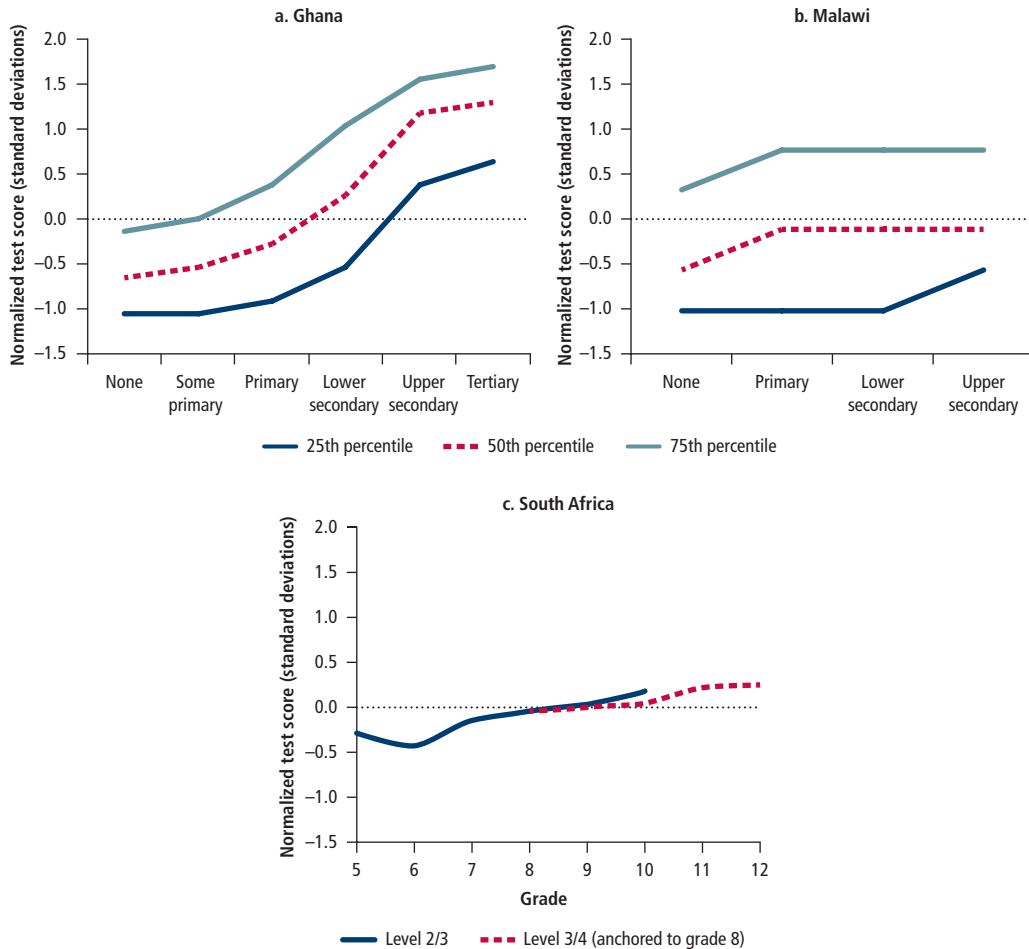 a. Ghana
Normalized test score (standard deviations)
2.0
1.5
1.0
0.5
0.0
–0.5
–1.0
–1.5
None
Some
primary
Primary
Lower
secondary
Upper
secondary
Tertiary
b. Malawi
Normalized test score (standard deviations)
2.0
1.5
1.0
0.5
0.0
–0.5
–1.0
–1.5
None
Primary
Lower
secondary
Upper
secondary
25th percentile 50th percentile 75th percentile
c. South Africa
Normalized test score (standard deviations)
2.0
1.5
1.0
0.5
0.0
–0.5
–1.0
–1.5
5 6 7 8 9 10 11 12
Grade
Level 2/3 Level 3/4 (anchored to grade 8)